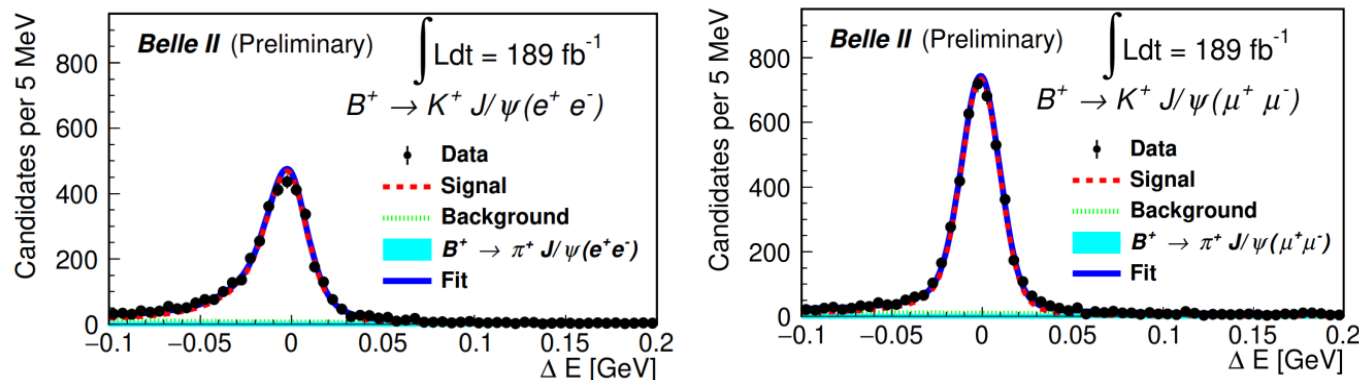 Candidates per 5 MeV
800
600
400
200
0
Belle II (Preliminary)
∫Ldt = 189 fb⁻¹
B⁺ → K⁺ J/ψ(e⁺ e⁻)
Data
Signal
Background
B⁺ → π⁺ J/ψ(e⁺e⁻)
Fit
−0.1 −0.05 0 0.05 0.1 0.15 0.2
Δ E [GeV]
Candidates per 5 MeV
800
600
400
200
0
Belle II (Preliminary)
∫Ldt = 189 fb⁻¹
B⁺ → K⁺ J/ψ(μ⁺ μ⁻)
Data
Signal
Background
B⁺ → π⁺ J/ψ(μ⁺μ⁻)
Fit
−0.1 −0.05 0 0.05 0.1 0.15 0.2
Δ E [GeV]